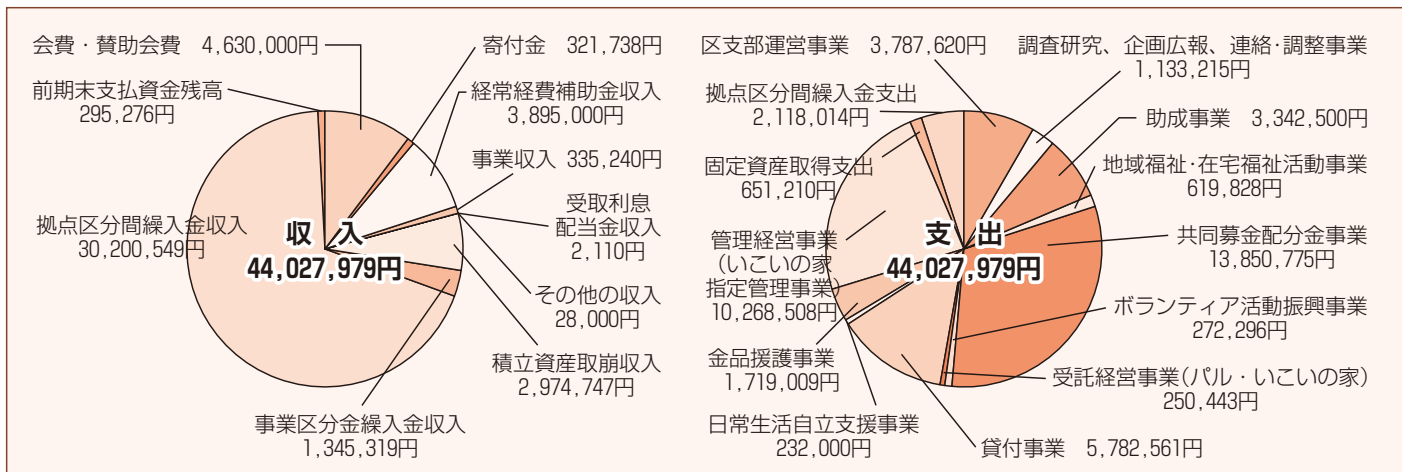 会費・賛助会費 4,630,000円
寄付金 321,738円
前期末支払資金残高
295,276円
経常経費補助金収入
3,895,000円
事業収入 335,240円
受取利息
配当金収入
2,110円
拠点区分間繰入金収入
30,200,549円
収 入
44,027,979円
その他の収入
28,000円
積立資産取崩収入
2,974,747円
事業区分金繰入金収入
1,345,319円
区支部運営事業 3,787,620円
調査研究、企画広報、連絡・調整事業
1,133,215円
拠点区分間繰入金支出
2,118,014円
助成事業 3,342,500円
固定資産取得支出
651,210円
地域福祉・在宅福祉活動事業
619,828円
管理経営事業
(いこいの家
指定管理事業)
10,268,508円
支 出
44,027,979円
共同募金配分金事業
13,850,775円
ボランティア活動振興事業
272,296円
金品援護事業
1,719,009円
受託経営事業(パル・いこいの家)
250,443円
日常生活自立支援事業
232,000円
貸付事業 5,782,561円